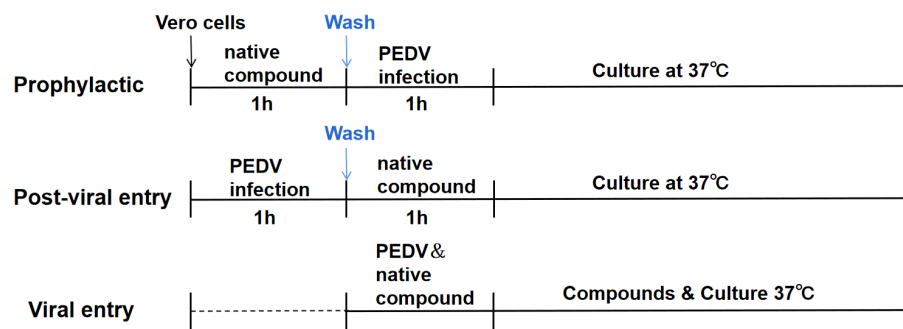 Vero cells
Wash
native
compound
PEDV
infection
Culture at 37℃
Prophylactic
1h
1h
Wash
PEDV
infection
native
compound
Culture at 37℃
Post-viral entry
1h
1h
PEDV&
native
compound
Compounds & Culture 37℃
Viral entry